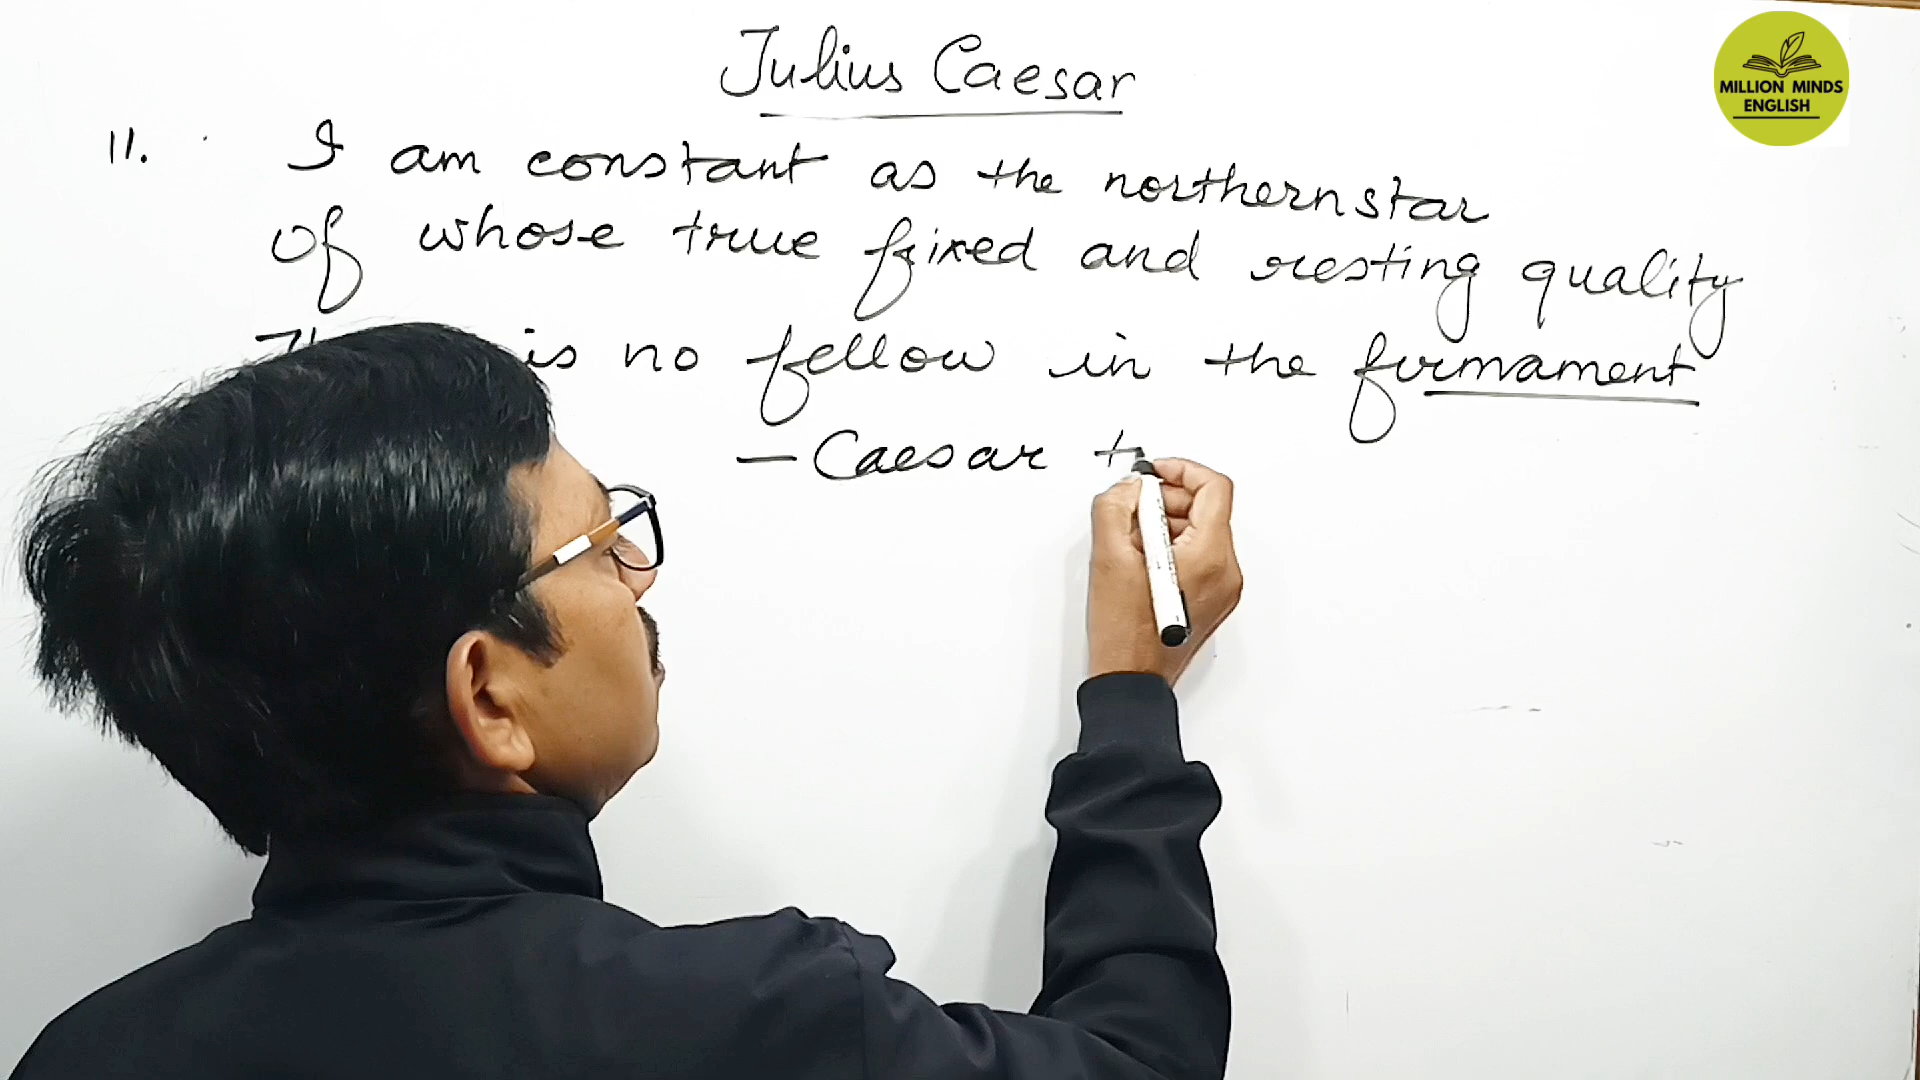 Julius Caesar
MILLION MINDS
ENGLISH
11. I am constant as the northern star
of whose true fixed and resting quality
is no fellow in the firmament
— Caesar